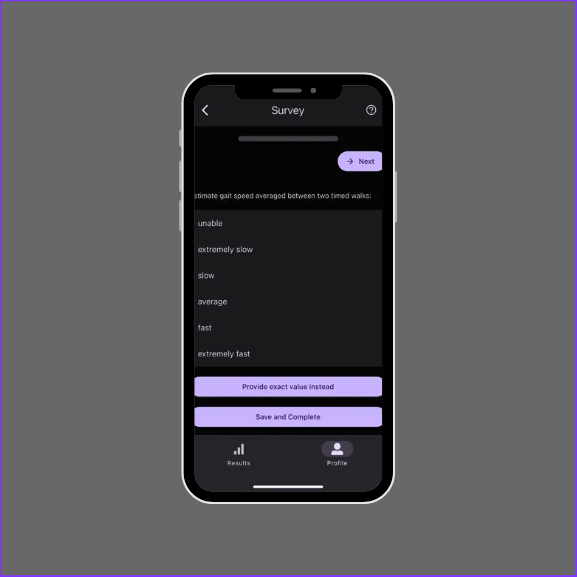 Survey
Next
stimate gait speed averaged between two timed walks:
unable
extremely slow
slow
average
fast
extremely fast
Provide exact value instead
Save and Complete
Results
Profile